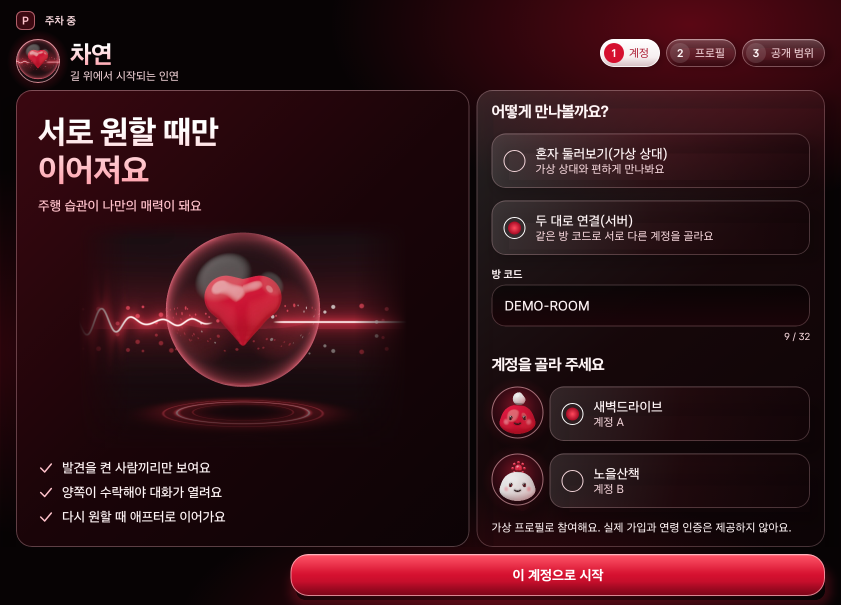 P 주차 중
차연
길 위에서 시작되는 인연
1 계정 2 프로필 3 공개 범위
서로 원할 때만
이어져요
주행 습관이 나만의 매력이 돼요
발견을 켠 사람끼리만 보여요
양쪽이 수락해야 대화가 열려요
다시 원할 때 애프터로 이어가요
어떻게 만나볼까요?
혼자 둘러보기(가상 상대)
가상 상대와 편하게 만나봐요
두 대로 연결(서버)
같은 방 코드로 서로 다른 계정을 골라요
방 코드
DEMO-ROOM
9 / 32
계정을 골라 주세요
새벽드라이브
계정 A
노을산책
계정 B
가상 프로필로 참여해요. 실제 가입과 연령 인증은 제공하지 않아요.
이 계정으로 시작